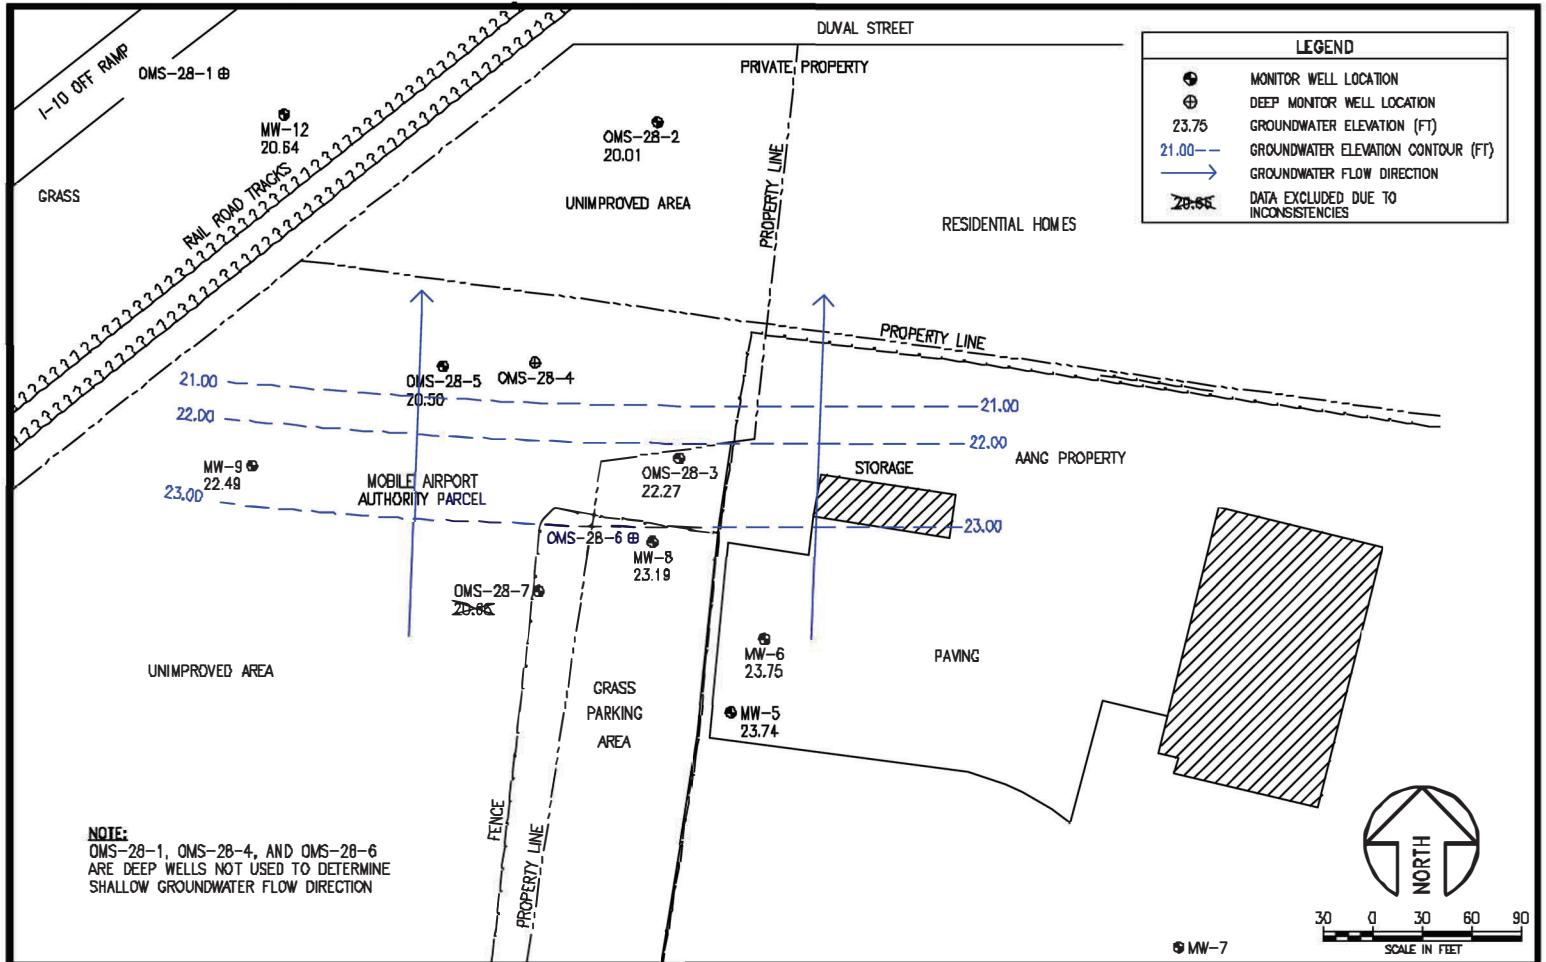 DUVAL STREET
I-10 OFF RAMP
OMS-28-1
PRIVATE PROPERTY
LEGEND
MONITOR WELL LOCATION
DEEP MONITOR WELL LOCATION
23.75 GROUNDWATER ELEVATION (FT)
21.00-- GROUNDWATER ELEVATION CONTOUR (FT)
GROUNDWATER FLOW DIRECTION
DATA EXCLUDED DUE TO
INCONSISTENCIES
MW-12
20.64
OMS-28-2
20.01
GRASS
RAIL ROAD TRACKS
UNIMPROVED AREA
PROPERTY LINE
RESIDENTIAL HOMES
PROPERTY LINE
OMS-28-5
20.50
OMS-28-4
21.00
21.00
22.00
22.00
MW-9
22.49
MOBILE AIRPORT
AUTHORITY PARCEL
OMS-28-3
22.27
STORAGE
AANG PROPERTY
23.00
23.00
OMS-28-6
MW-8
23.19
OMS-28-7
20.66
MW-6
23.75
PAVING
UNIMPROVED AREA
GRASS
PARKING
AREA
MW-5
23.74
FENCE
PROPERTY LINE
NOTE:
OMS-28-1, OMS-28-4, AND OMS-28-6
ARE DEEP WELLS NOT USED TO DETERMINE
SHALLOW GROUNDWATER FLOW DIRECTION
NORTH
30 0 30 60 90
SCALE IN FEET
MW-7